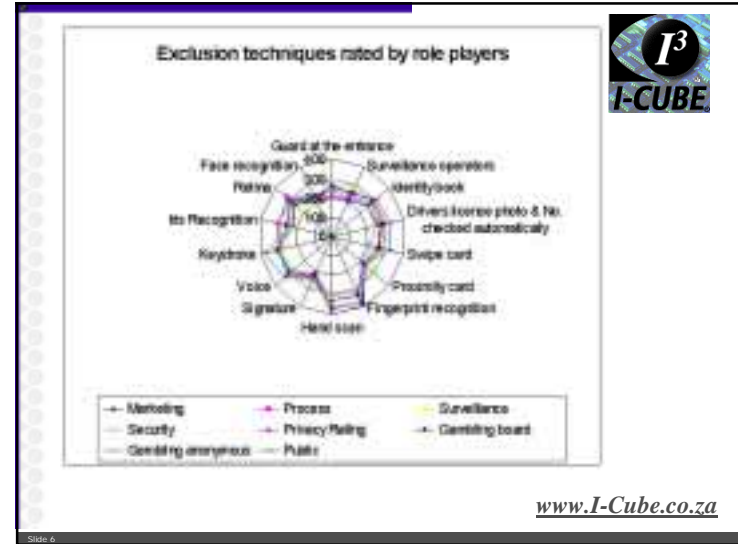 Exclusion techniques rated by role players
I³
I-CUBE
Guard at the entrance
Face recognition
Surveillance operators
Retina
Identity book
Iris Recognition
Drivers license photo & No.
checked automatically
Keystroke
Swipe card
Voice
Proximity card
Signature
Fingerprint recognition
Hand scan
Marketing
Process
Surveillance
Security
Privacy Rating
Gambling board
Gambling anonymous
Public
www.I-Cube.co.za
Slide 6